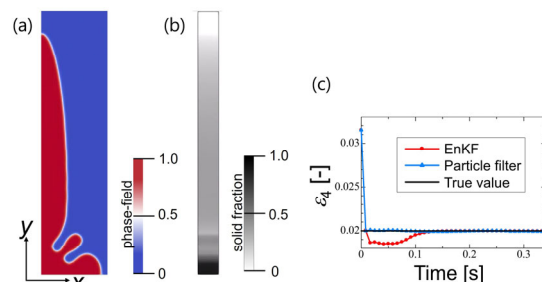 (a)
y
x
1.0
0.5
0
phase-field
(b)
1.0
0.5
0
solid fraction
(c)
ε4 [-]
0.03
0.025
0.02
0.0
0.1
0.2
0.3
EnKF
Particle filter
True value
Time [s]